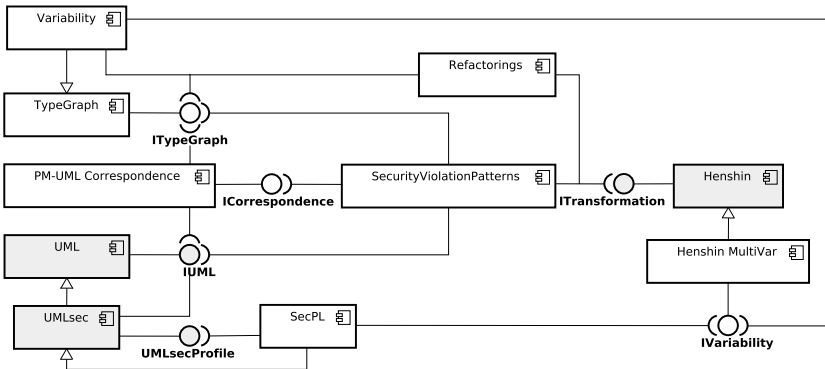 Variability
Refactorings
TypeGraph
ITypeGraph
PM-UML Correspondence
SecurityViolationPatterns
Henshin
ICorrespondence
ITransformation
UML
Henshin MultiVar
IUML
UMLsec
SecPL
UMLsecProfile
IVariability